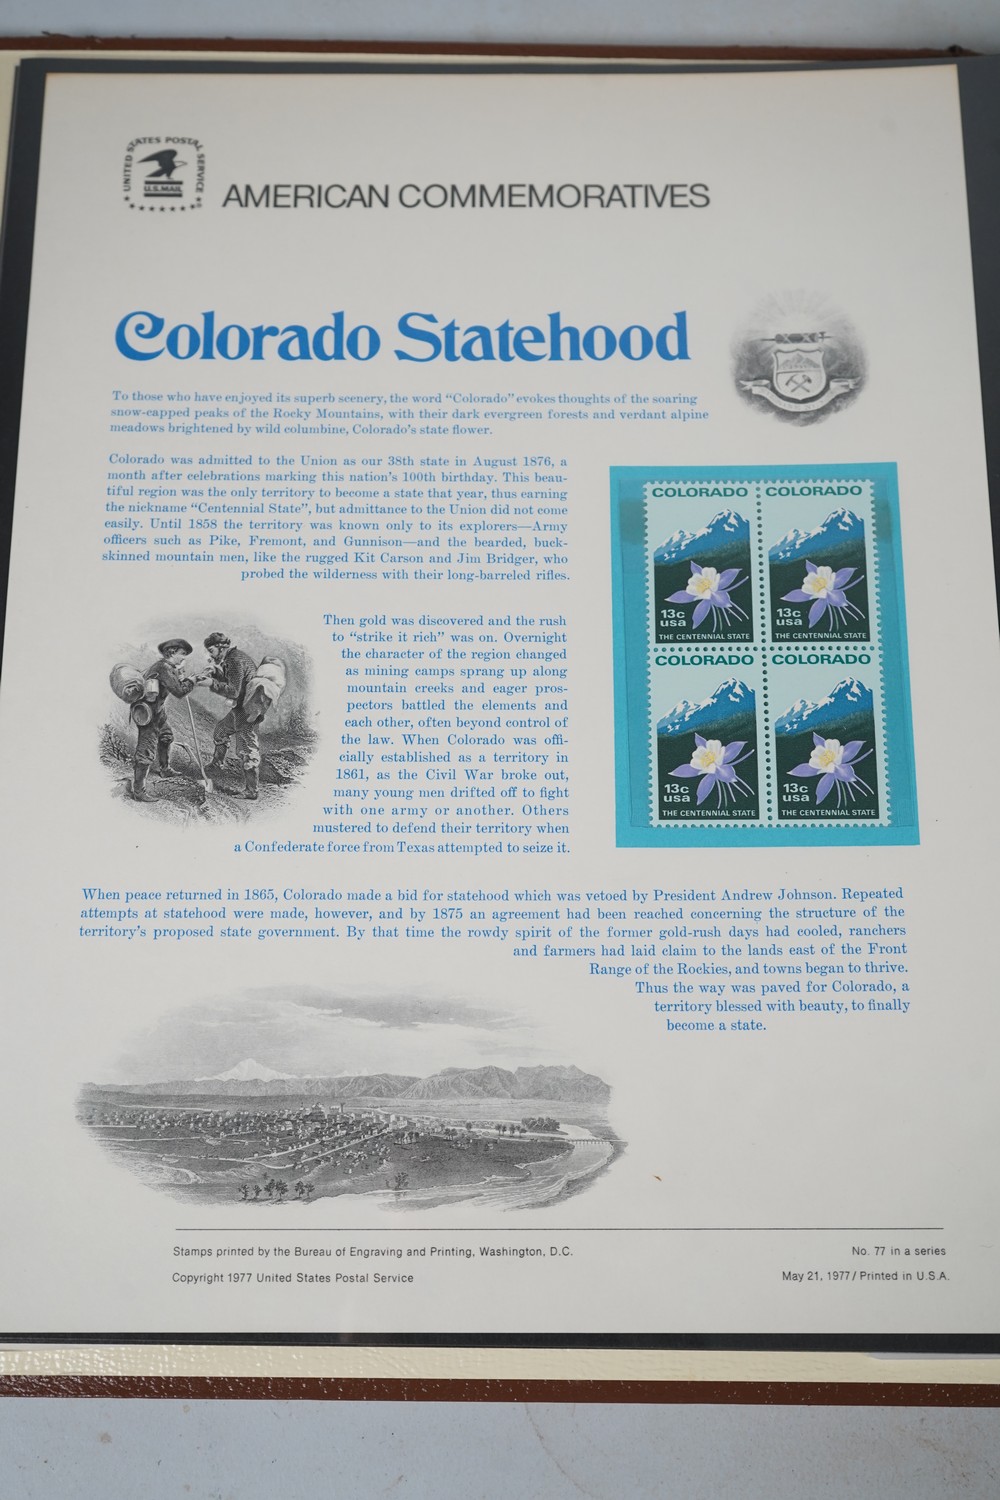 UNITED STATES POSTAL SERVICE
U.S.MAIL
AMERICAN COMMEMORATIVES
Colorado Statehood
To those who have enjoyed its superb scenery, the word “Colorado” evokes thoughts of the soaring
snow-capped peaks of the Rocky Mountains, with their dark evergreen forests and verdant alpine
meadows brightened by wild columbine, Colorado's state flower.
Colorado was admitted to the Union as our 38th state in August 1876, a
month after celebrations marking this nation's 100th birthday. This beau-
tiful region was the only territory to become a state that year, thus earning
the nickname “Centennial State”, but admittance to the Union did not come
easily. Until 1858 the territory was known only to its explorers—Army
officers such as Pike, Fremont, and Gunnison—and the bearded, buck-
skinned mountain men, like the rugged Kit Carson and Jim Bridger, who
probed the wilderness with their long-barreled rifles.
Then gold was discovered and the rush
to “strike it rich” was on. Overnight
the character of the region changed
as mining camps sprang up along
mountain creeks and eager pros-
pectors battled the elements and
each other, often beyond control of
the law. When Colorado was offi-
cially established as a territory in
1861, as the Civil War broke out,
many young men drifted off to fight
with one army or another. Others
mustered to defend their territory when
a Confederate force from Texas attempted to seize it.
COLORADO
13c
usa
THE CENTENNIAL STATE
COLORADO
13c
usa
THE CENTENNIAL STATE
COLORADO
13c
usa
THE CENTENNIAL STATE
COLORADO
13c
usa
THE CENTENNIAL STATE
When peace returned in 1865, Colorado made a bid for statehood which was vetoed by President Andrew Johnson. Repeated
attempts at statehood were made, however, and by 1875 an agreement had been reached concerning the structure of the
territory's proposed state government. By that time the rowdy spirit of the former gold-rush days had cooled, ranchers
and farmers had laid claim to the lands east of the Front
Range of the Rockies, and towns began to thrive.
Thus the way was paved for Colorado, a
territory blessed with beauty, to finally
become a state.
Stamps printed by the Bureau of Engraving and Printing, Washington, D.C.
No. 77 in a series
Copyright 1977 United States Postal Service
May 21, 1977/Printed in U.S.A.